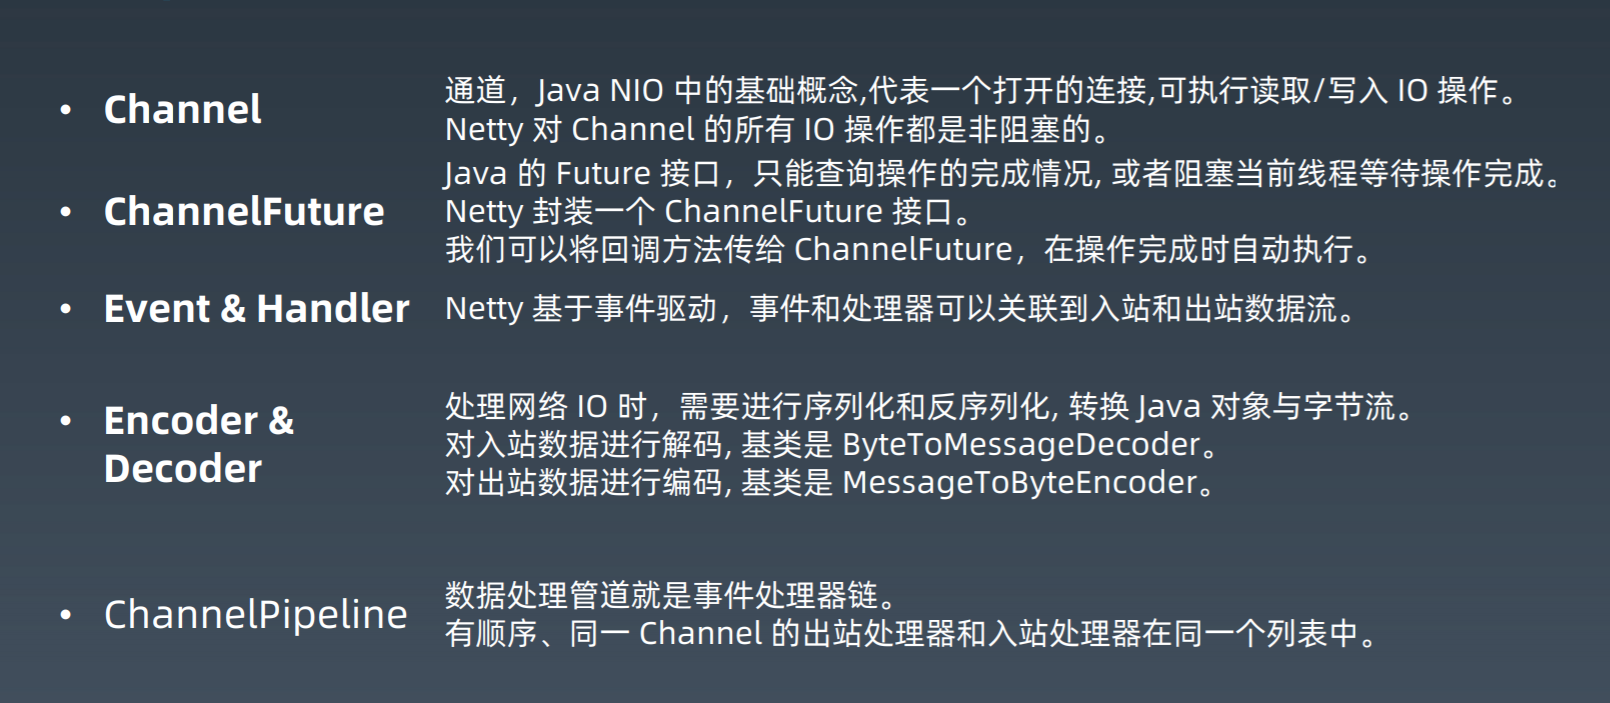 • Channel
通道，Java NIO 中的基础概念,代表一个打开的连接,可执行读取/写入 IO 操作。
Netty 对 Channel 的所有 IO 操作都是非阻塞的。
• ChannelFuture
Java 的 Future 接口，只能查询操作的完成情况, 或者阻塞当前线程等待操作完成。
Netty 封装一个 ChannelFuture 接口。
我们可以将回调方法传给 ChannelFuture，在操作完成时自动执行。
• Event & Handler
Netty 基于事件驱动，事件和处理器可以关联到入站和出站数据流。
• Encoder &
Decoder
处理网络 IO 时，需要进行序列化和反序列化, 转换 Java 对象与字节流。
对入站数据进行解码, 基类是 ByteToMessageDecoder。
对出站数据进行编码, 基类是 MessageToByteEncoder。
• ChannelPipeline
数据处理管道就是事件处理器链。
有顺序、同一 Channel 的出站处理器和入站处理器在同一个列表中。